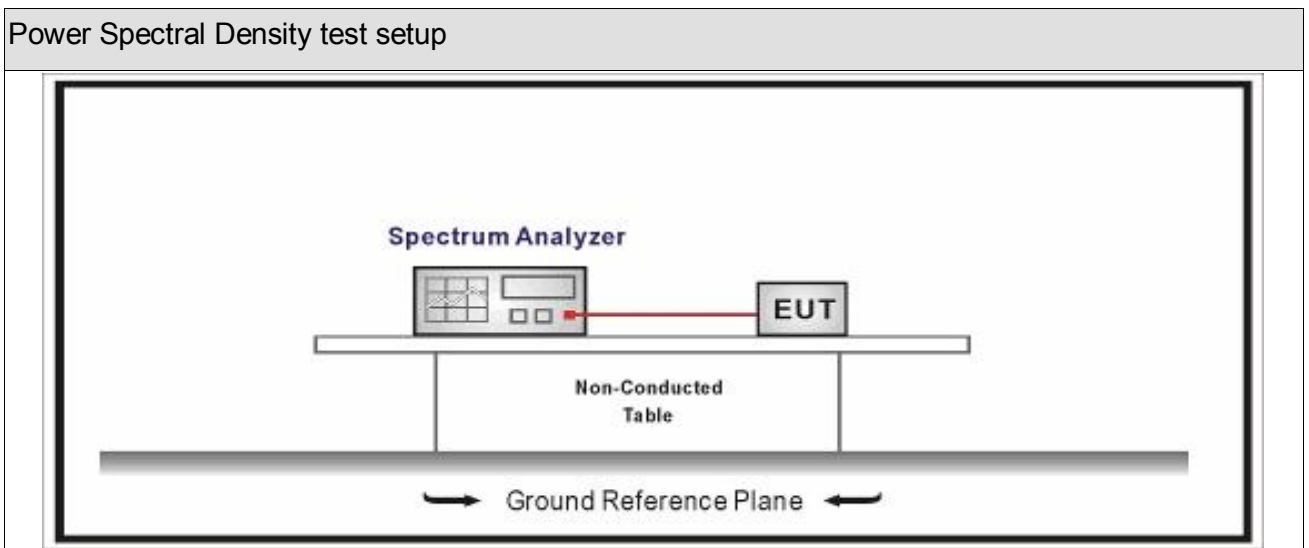 Power Spectral Density test setup
Spectrum Analyzer
EUT
Non-Conducted
Table
Ground Reference Plane